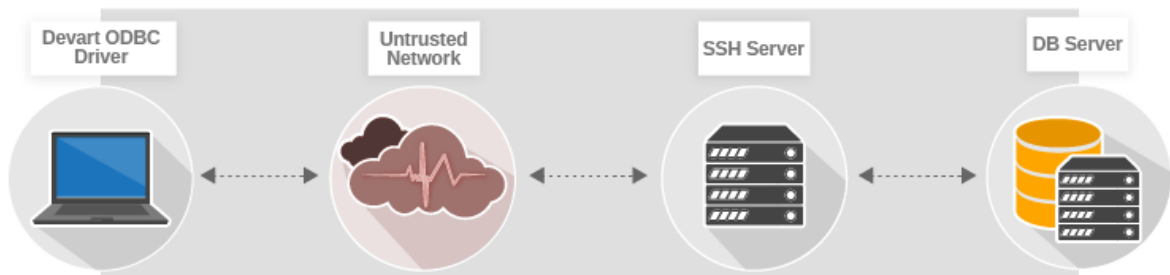 Devart ODBC
Driver
Untrusted
Network
SSH Server
DB Server